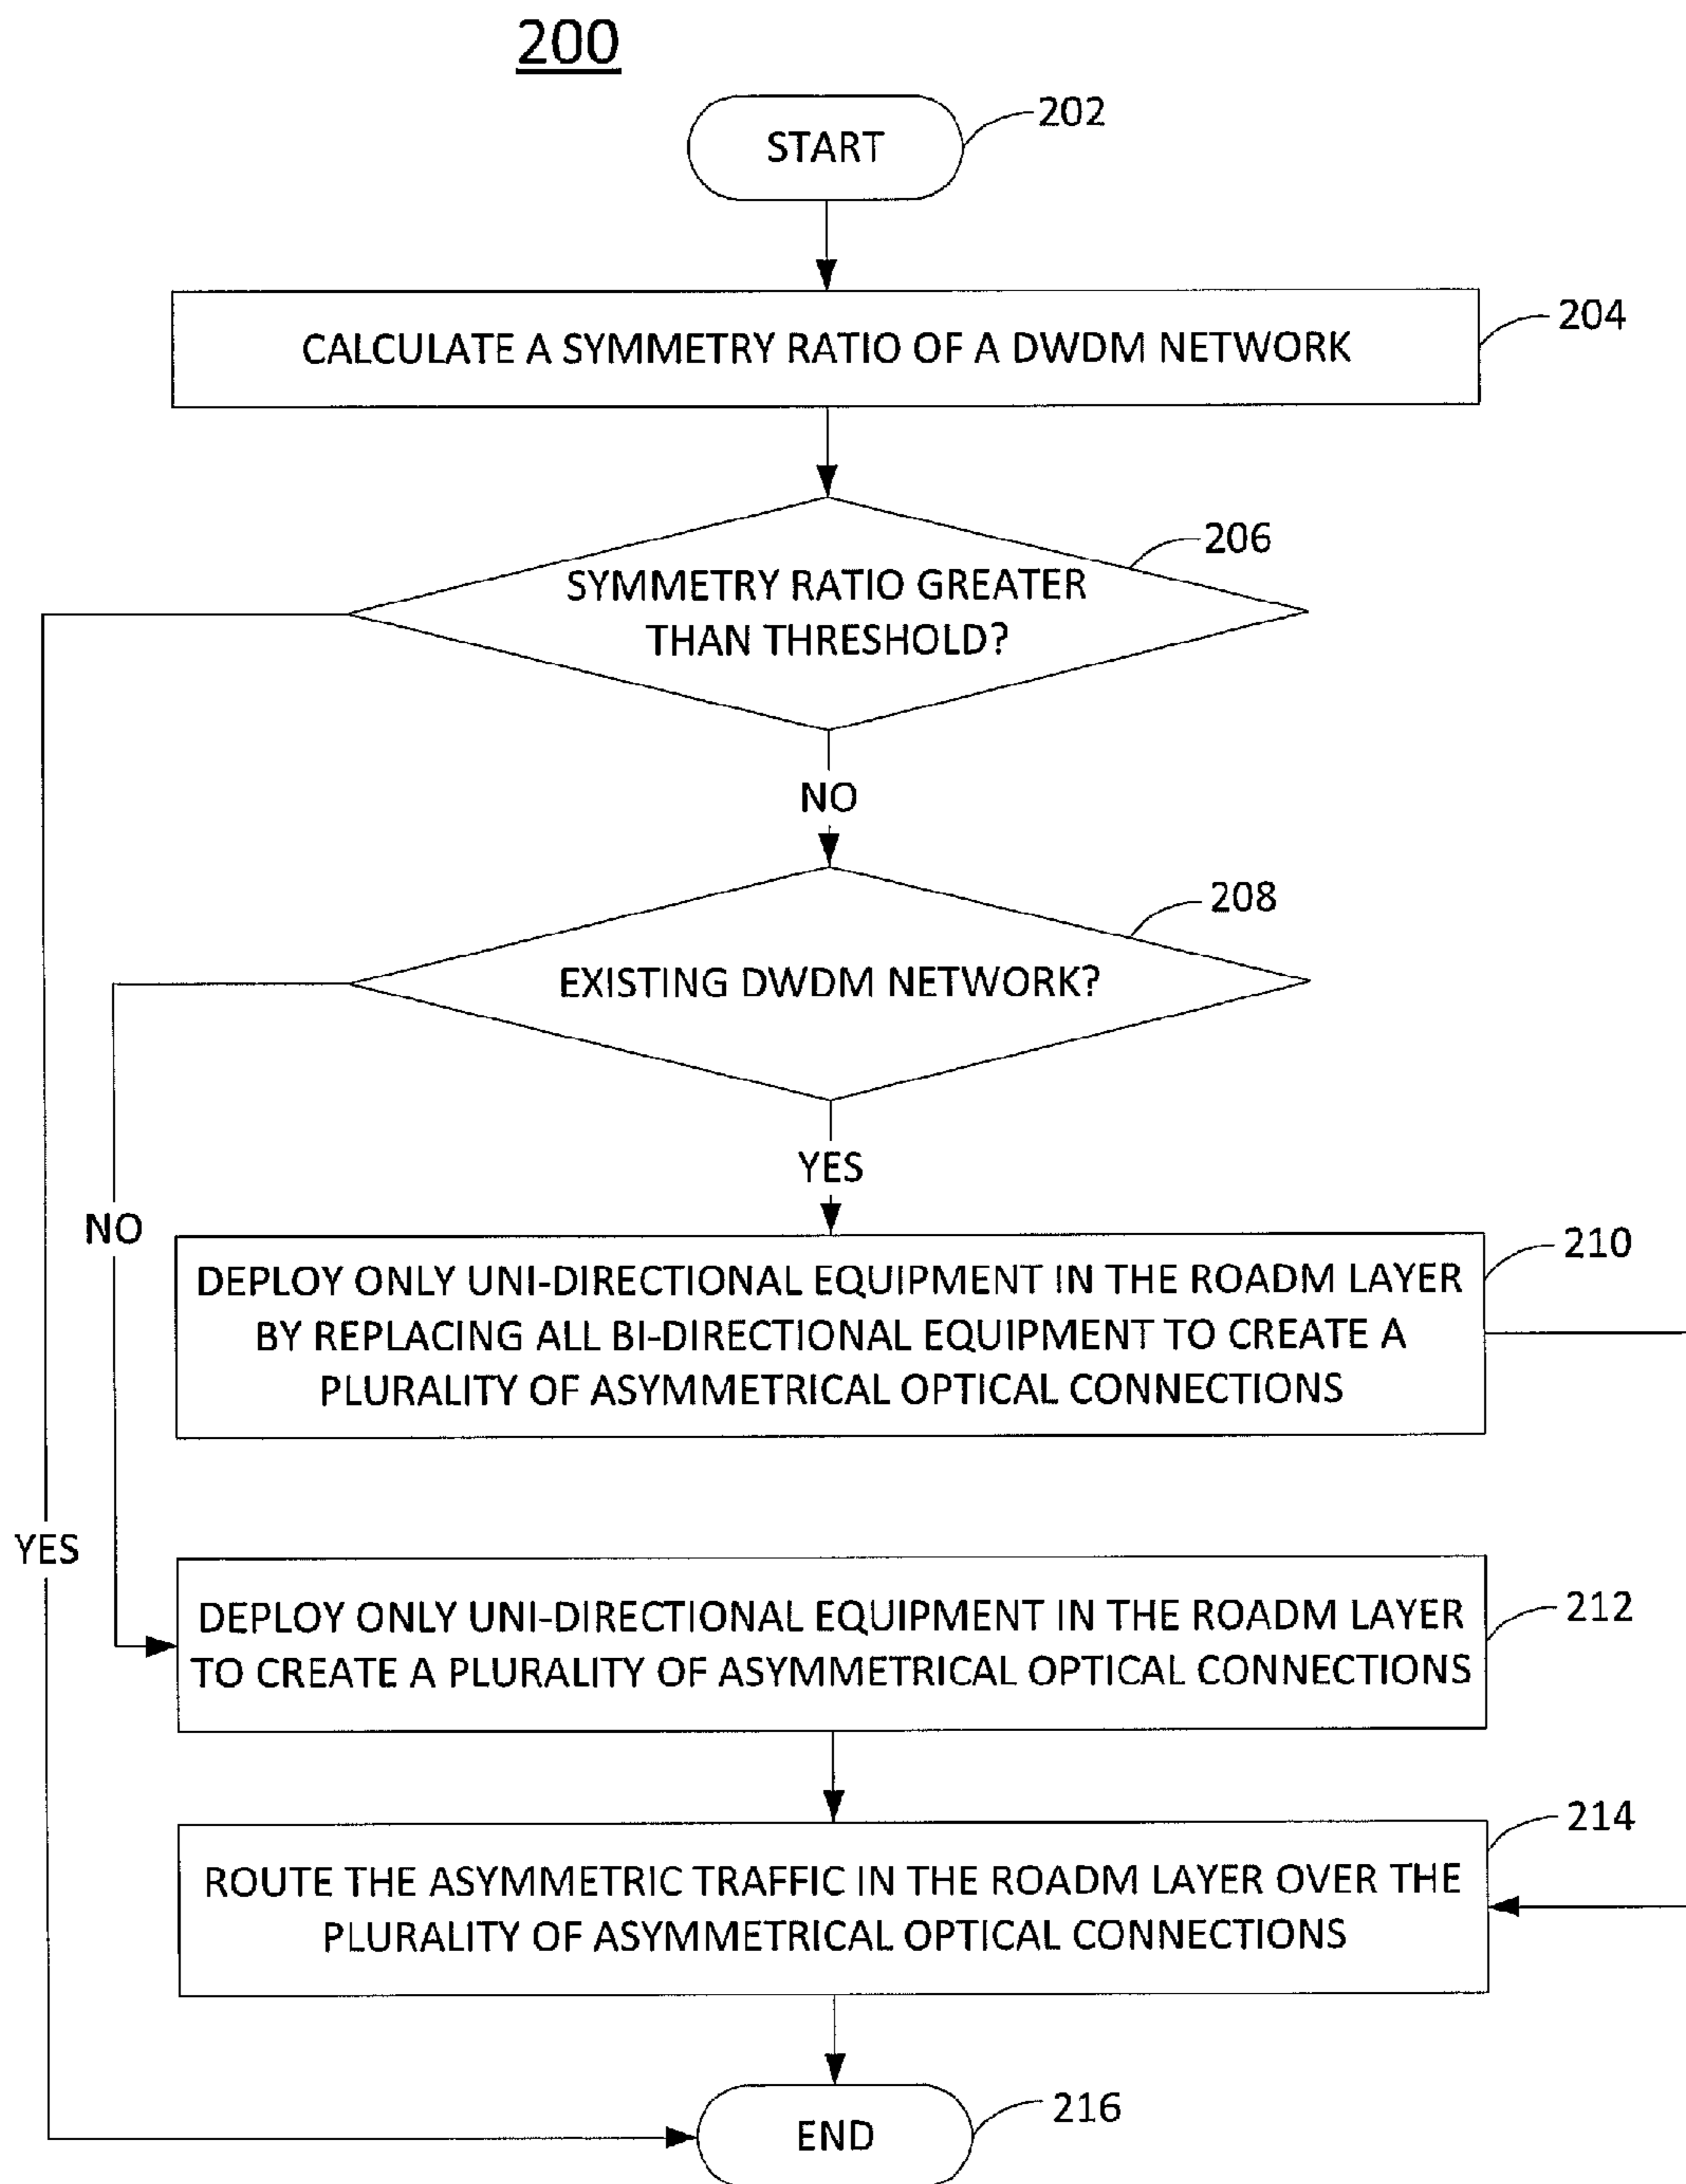 200
START
202
CALCULATE A SYMMETRY RATIO OF A DWDM NETWORK
204
SYMMETRY RATIO GREATER
THAN THRESHOLD?
206
NO
EXISTING DWDM NETWORK?
208
YES
NO
DEPLOY ONLY UNI-DIRECTIONAL EQUIPMENT IN THE ROADM LAYER
BY REPLACING ALL BI-DIRECTIONAL EQUIPMENT TO CREATE A
PLURALITY OF ASYMMETRICAL OPTICAL CONNECTIONS
210
YES
DEPLOY ONLY UNI-DIRECTIONAL EQUIPMENT IN THE ROADM LAYER
TO CREATE A PLURALITY OF ASYMMETRICAL OPTICAL CONNECTIONS
212
ROUTE THE ASYMMETRIC TRAFFIC IN THE ROADM LAYER OVER THE
PLURALITY OF ASYMMETRICAL OPTICAL CONNECTIONS
214
END
216